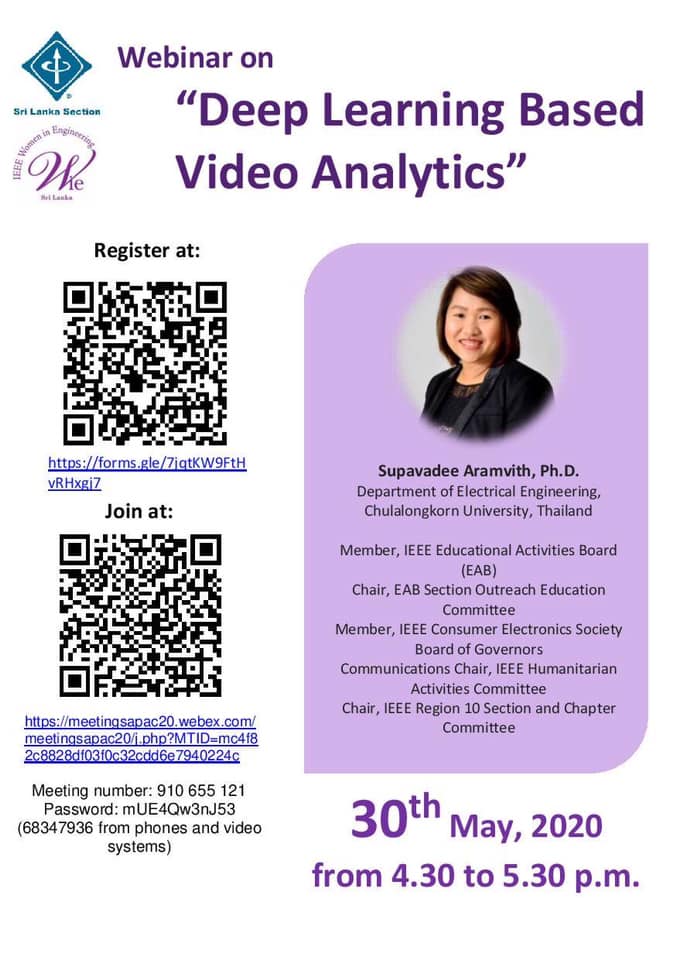 Webinar on
“Deep Learning Based
Video Analytics”
Sri Lanka Section
IEEE Women in Engineering
Wie
Sri Lanka
Register at:
https://forms.gle/7jqtKW9FtH
vRHxgj7
Join at:
https://meetingsapac20.webex.com/
meetingsapac20/j.php?MTID=mc4f8
2c8828df03f0c32cdd6e7940224c
Meeting number: 910 655 121
Password: mUE4Qw3nJ53
(68347936 from phones and video
systems)
Supavadee Aramvith, Ph.D.
Department of Electrical Engineering,
Chulalongkorn University, Thailand
Member, IEEE Educational Activities Board
(EAB)
Chair, EAB Section Outreach Education
Committee
Member, IEEE Consumer Electronics Society
Board of Governors
Communications Chair, IEEE Humanitarian
Activities Committee
Chair, IEEE Region 10 Section and Chapter
Committee
30th May, 2020
from 4.30 to 5.30 p.m.